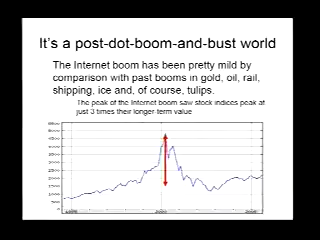 It's a post-dot-boom-and-bust world
The Internet boom has been pretty mild by
comparison with past booms in gold, oil, rail,
shipping, ice and, of course, tulips.
The peak of the Internet boom saw stock indices peak at
just 3 times their longer-term value